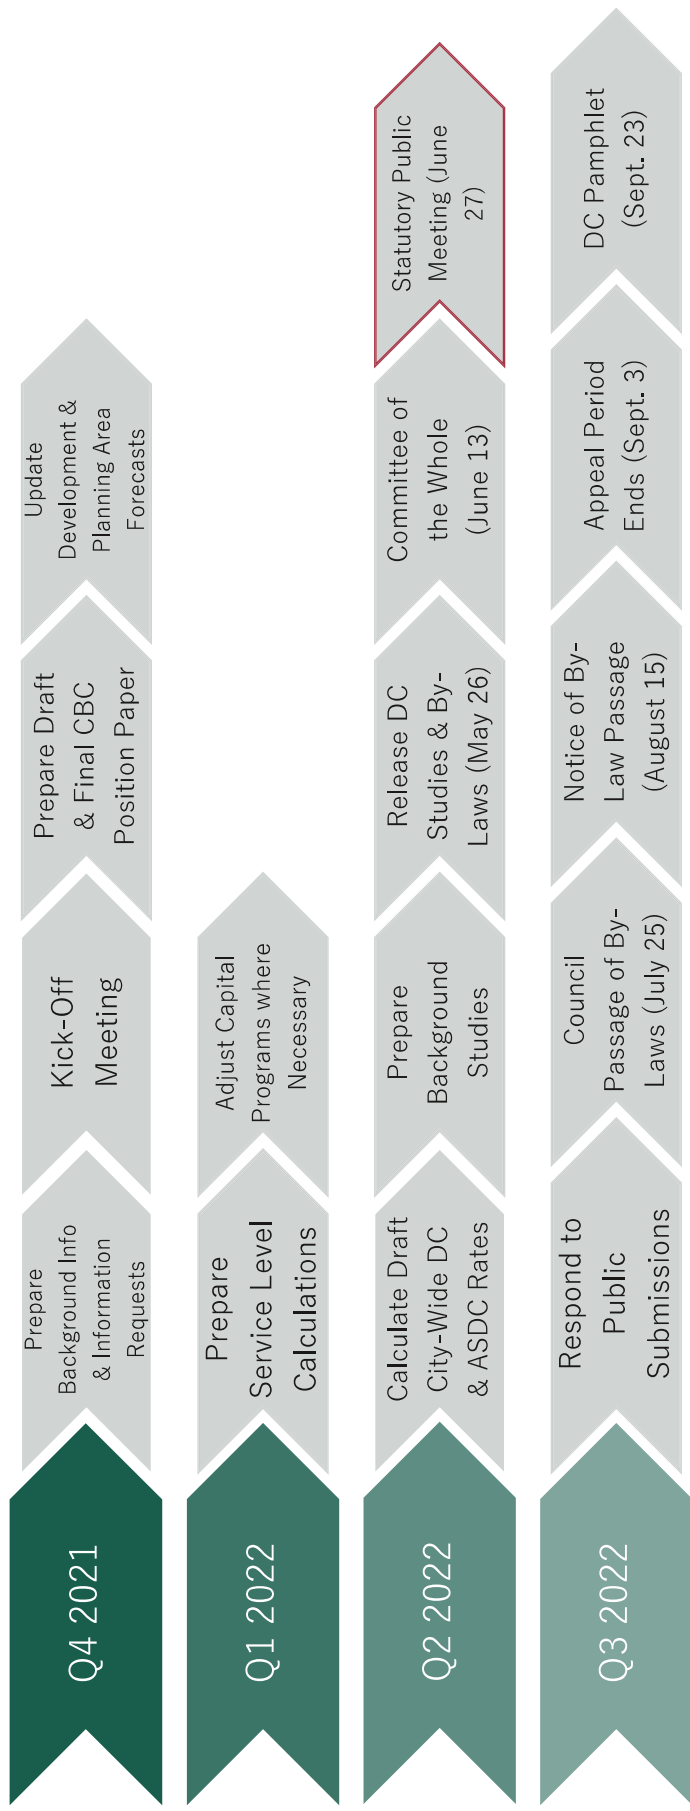 Q4 2021
Prepare
Background Info
& Information
Requests
Kick-Off
Meeting
Prepare Draft
& Final CBC
Position Paper
Update
Development &
Planning Area
Forecasts
Q1 2022
Prepare
Service Level
Calculations
Adjust Capital
Programs where
Necessary
Q2 2022
Calculate Draft
City-Wide DC
& ASDC Rates
Prepare
Background
Studies
Release DC
Studies & By-
Laws (May 26)
Committee of
the Whole
(June 13)
Statutory Public
Meeting (June
27)
Q3 2022
Respond to
Public
Submissions
Council
Passage of By-
Laws (July 25)
Notice of By-
Law Passage
(August 15)
Appeal Period
Ends (Sept. 3)
DC Pamphlet
(Sept. 23)